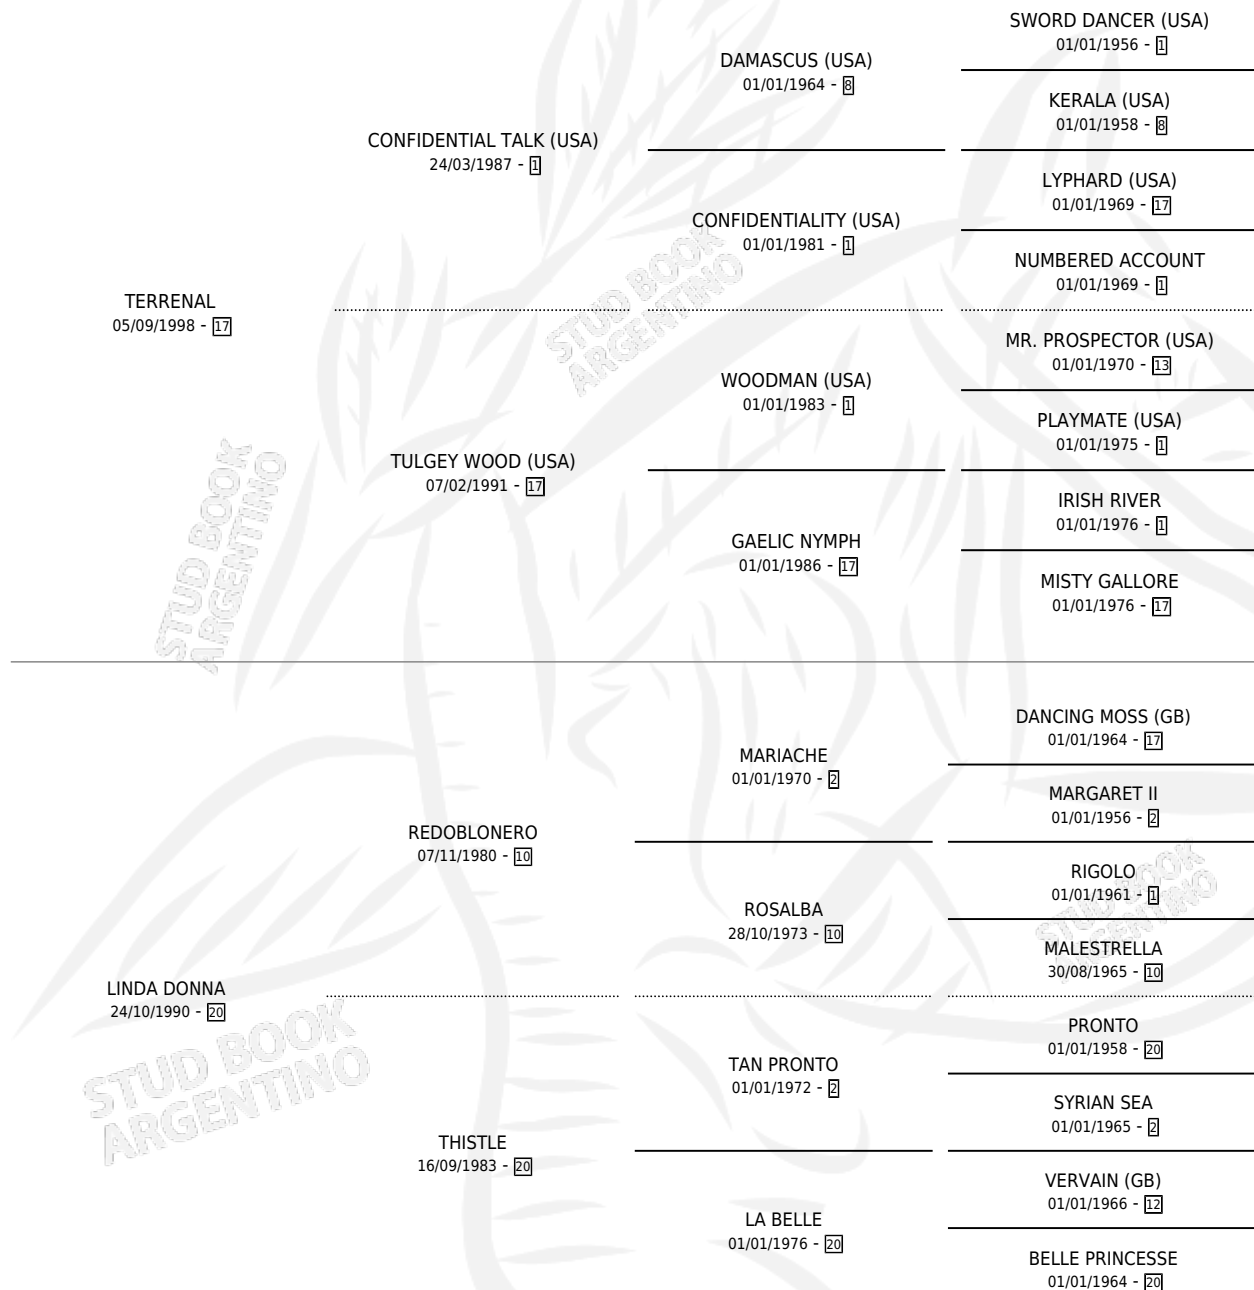 SWORD DANCER (USA)
01/01/1956 - 1
DAMASCUS (USA)
01/01/1964 - 8
KERALA (USA)
01/01/1958 - 8
CONFIDENTIAL TALK (USA)
24/03/1987 - 1
LYPHARD (USA)
01/01/1969 - 17
CONFIDENTIALITY (USA)
01/01/1981 - 1
NUMBERED ACCOUNT
01/01/1969 - 1
TERRENAL
05/09/1998 - 17
MR. PROSPECTOR (USA)
01/01/1970 - 13
WOODMAN (USA)
01/01/1983 - 1
PLAYMATE (USA)
01/01/1975 - 1
TULGEY WOOD (USA)
07/02/1991 - 17
IRISH RIVER
01/01/1976 - 1
GAELIC NYMPH
01/01/1986 - 17
MISTY GALLORE
01/01/1976 - 17
DANCING MOSS (GB)
01/01/1964 - 17
MARIACHE
01/01/1970 - 2
MARGARET II
01/01/1956 - 2
REDOBLONERO
07/11/1980 - 10
RIGOLO
01/01/1961 - 1
ROSALBA
28/10/1973 - 10
MALESTRELLA
30/08/1965 - 10
LINDA DONNA
24/10/1990 - 20
PRONTO
01/01/1958 - 20
TAN PRONTO
01/01/1972 - 2
SYRIAN SEA
01/01/1965 - 2
THISTLE
16/09/1983 - 20
VERVAIN (GB)
01/01/1966 - 12
LA BELLE
01/01/1976 - 20
BELLE PRINCESSE
01/01/1964 - 20
STUD BOOK
ARGENTINO
STUD BOOK
ARGENTINO
STUD BOOK
ARGENTINO
STUD BOOK
ARGENTINO